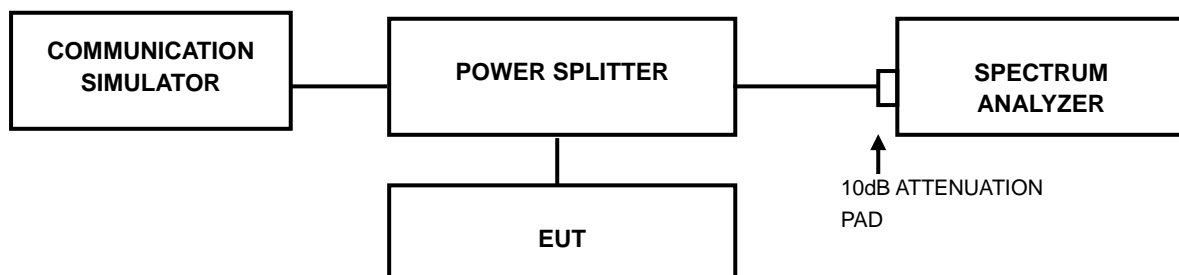 COMMUNICATION
SIMULATOR
POWER SPLITTER
SPECTRUM
ANALYZER
10dB ATTENUATION
PAD
EUT